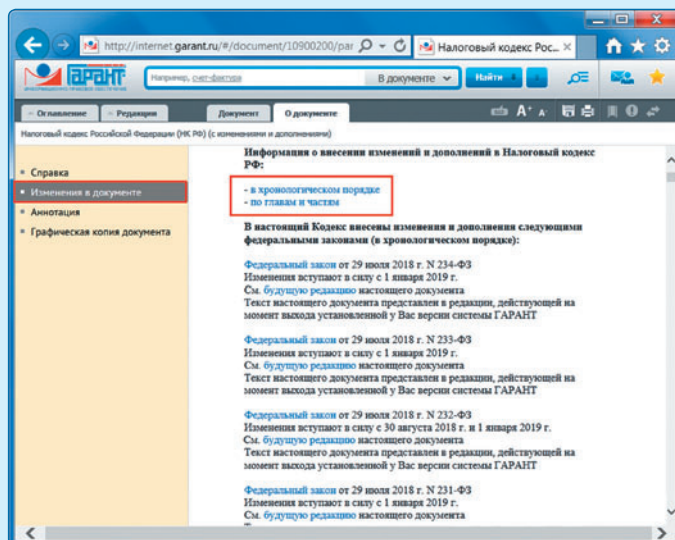 http://internet.garant.ru/#/document/10900200/par
Налоговый кодекс Рос...
ГАРАНТ
Например, счет-фактура
В документе
Найти
Оглавление
Редакции
Документ
О документе
Налоговый кодекс Российской Федерации (НК РФ) (с изменениями и дополнениями)
Справка
Изменения в документе
Аннотация
Графическая копия документа
Информация о внесении изменений и дополнений в Налоговый кодекс
РФ:
- в хронологическом порядке
- по главам и частям
В настоящий Кодекс внесены изменения и дополнения следующими
федеральными законами (в хронологическом порядке):
Федеральный закон от 29 июля 2018 г. N 234-ФЗ
Изменения вступают в силу с 1 января 2019 г.
См. будущую редакцию настоящего документа
Текст настоящего документа представлен в редакции, действующей на
момент выхода установленной у Вас версии системы ГАРАНТ
Федеральный закон от 29 июля 2018 г. N 233-ФЗ
Изменения вступают в силу с 1 января 2019 г.
См. будущую редакцию настоящего документа
Текст настоящего документа представлен в редакции, действующей на
момент выхода установленной у Вас версии системы ГАРАНТ
Федеральный закон от 29 июля 2018 г. N 232-ФЗ
Изменения вступают в силу с 30 августа 2018 г. и 1 января 2019 г.
См. будущую редакцию настоящего документа
Текст настоящего документа представлен в редакции, действующей на
момент выхода установленной у Вас версии системы ГАРАНТ
Федеральный закон от 29 июля 2018 г. N 231-ФЗ
Изменения вступают в силу с 1 января 2019 г.
См. будущую редакцию настоящего документа